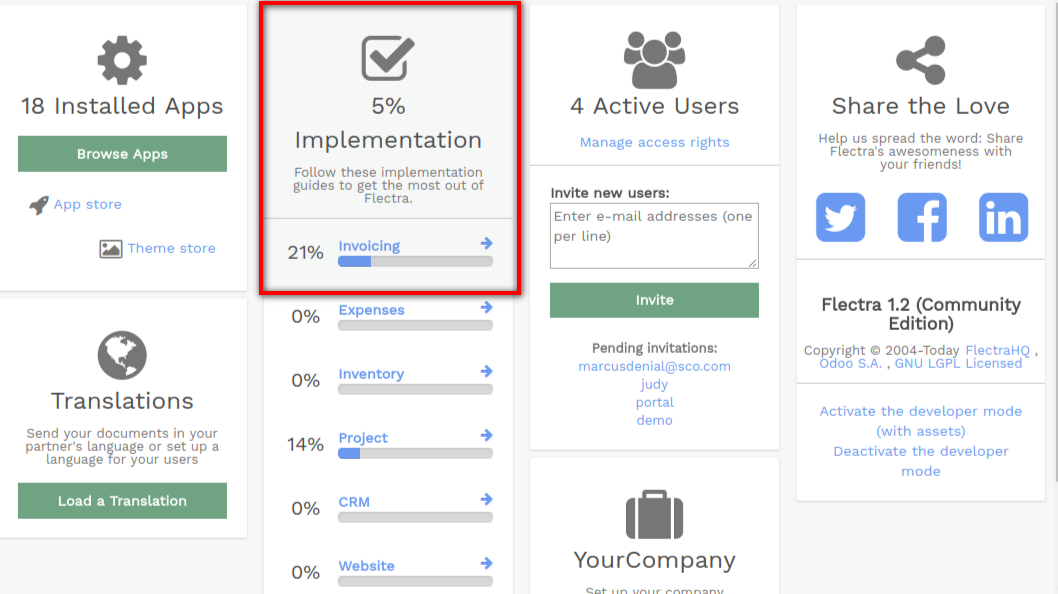 18 Installed Apps
Browse Apps
App store
Theme store
Translations
Send your documents in your
partner's language or set up a
language for your users
Load a Translation
5%
Implementation
Follow these implementation
guides to get the most out of
Flectra.
21% Invoicing
0% Expenses
0% Inventory
14% Project
0% CRM
0% Website
4 Active Users
Manage access rights
Invite new users:
Enter e-mail addresses (one
per line)
Invite
Pending invitations:
marcusdenial@sco.com
judy
portal
demo
YourCompany
Set up your company
Share the Love
Help us spread the word: Share
Flectra's awesomeness with
your friends!
Flectra 1.2 (Community
Edition)
Copyright © 2004-Today FlectraHQ ,
Odoo S.A. , GNU LGPL Licensed
Activate the developer mode
(with assets)
Deactivate the developer
mode